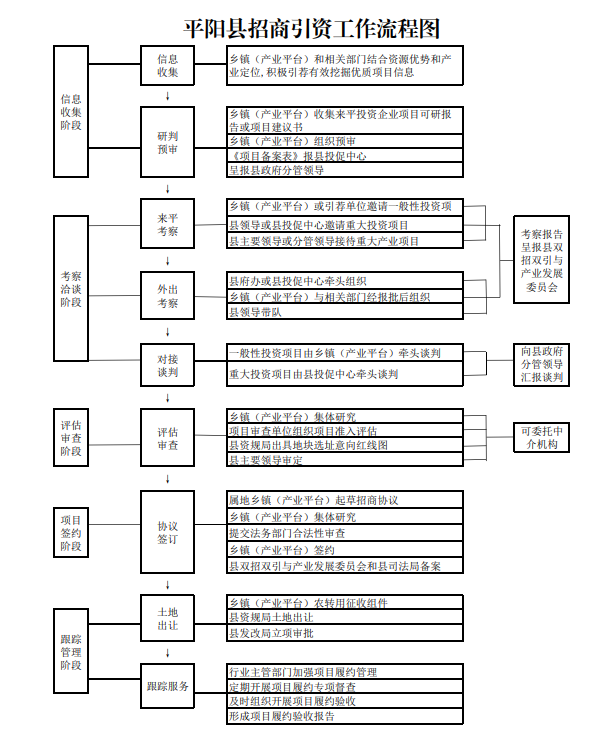 平阳县招商引资工作流程图
信息
收集
阶段
信息
收集
乡镇（产业平台）和相关部门结合资源优势和产
业定位,积极引荐有效挖掘优质项目信息
↓
研判
预审
乡镇（产业平台）收集来平投资企业项目可研报
告或项目建议书
乡镇（产业平台）组织预审
《项目备案表》报县投促中心
呈报县政府分管领导
↓
考察
洽谈
阶段
来平
考察
乡镇（产业平台）或引荐单位邀请一般性投资项
县领导或县投促中心邀请重大投资项目
县主要领导或分管领导接待重大产业项目
考察报告
呈报县双
招双引与
产业发展
委员会
↓
外出
考察
县府办或县投促中心牵头组织
乡镇（产业平台）与相关部门经报批后组织
县领导带队
↓
对接
谈判
一般性投资项目由乡镇（产业平台）牵头谈判
重大投资项目由县投促中心牵头谈判
向县政府
分管领导
汇报谈判
↓
评估
审查
阶段
评估
审查
乡镇（产业平台）集体研究
项目审查单位组织项目准入评估
县资规局出具地块选址意向红线图
县主要领导审定
可委托中
介机构
↓
项目
签约
阶段
协议
签订
属地乡镇（产业平台）起草招商协议
乡镇（产业平台）集体研究
提交法务部门合法性审查
乡镇（产业平台）签约
县双招双引与产业发展委员会和县司法局备案
↓
跟踪
管理
阶段
土地
出让
乡镇（产业平台）农转用征收组件
县资规局土地出让
县发改局立项审批
↓
跟踪服务
行业主管部门加强项目履约管理
定期开展项目履约专项督查
及时组织开展项目履约验收
形成项目履约验收报告